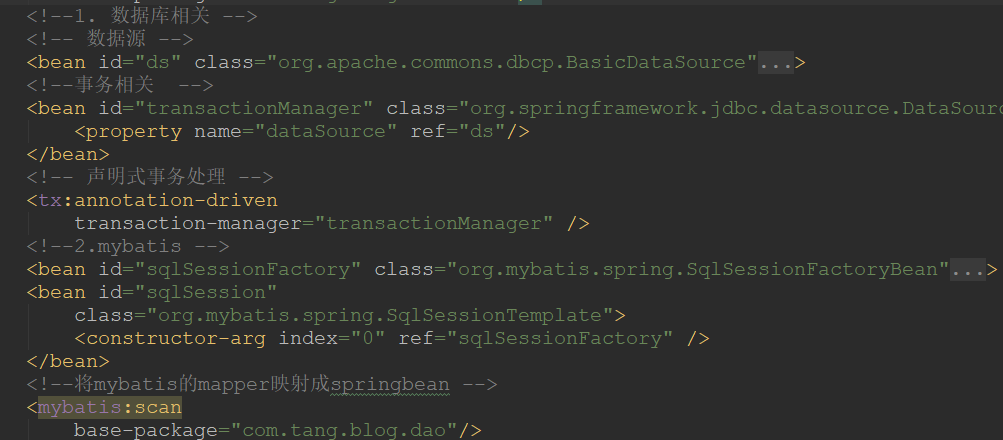 <!--1. 数据库相关 -->
<!-- 数据源 -->
<bean id="ds" class="org.apache.commons.dbcp.BasicDataSource"...>
<!--事务相关  -->
<bean id="transactionManager" class="org.springframework.jdbc.datasource.DataSourc
    <property name="dataSource" ref="ds"/>
</bean>
<!-- 声明式事务处理 -->
<tx:annotation-driven
    transaction-manager="transactionManager" />
<!--2.mybatis -->
<bean id="sqlSessionFactory" class="org.mybatis.spring.SqlSessionFactoryBean"...>
<bean id="sqlSession"
    class="org.mybatis.spring.SqlSessionTemplate">
    <constructor-arg index="0" ref="sqlSessionFactory" />
</bean>
<!--将mybatis的mapper映射成springbean -->
<mybatis:scan
    base-package="com.tang.blog.dao"/>